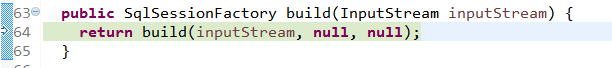 63 public SqlSessionFactory build(InputStream inputStream) {
64 return build(inputStream, null, null);
65 }